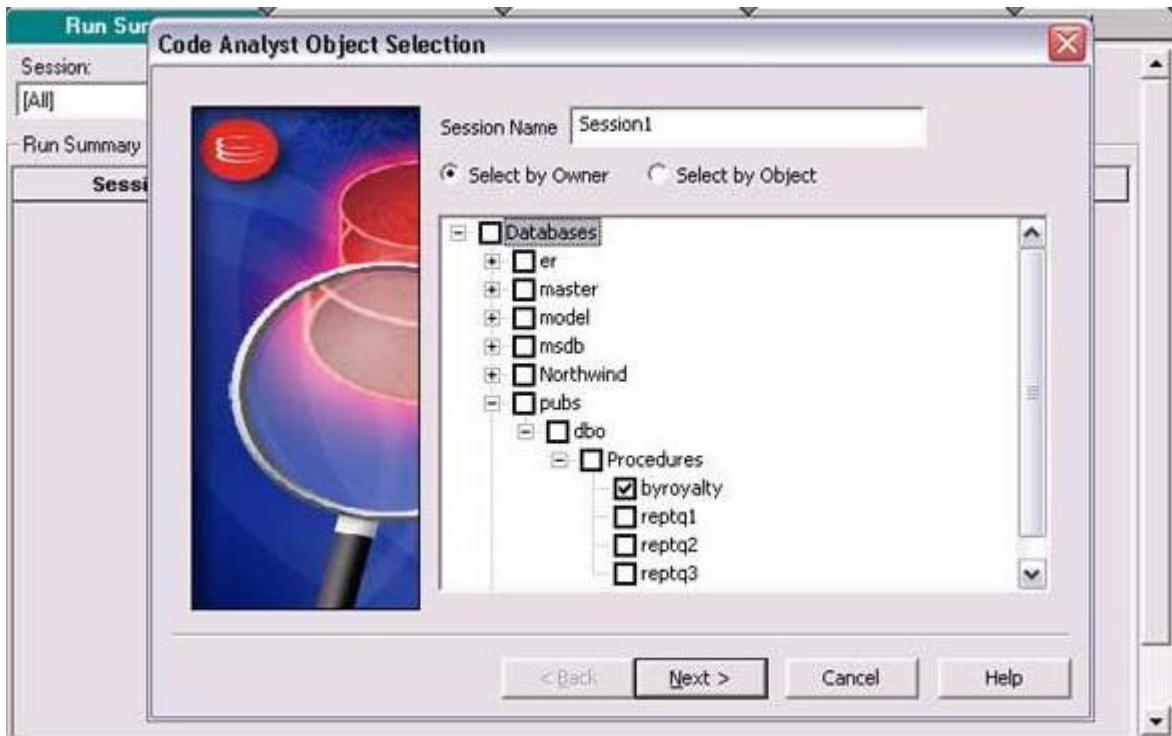 Run Sur
Code Analyst Object Selection
Session:
[All]
Run Summary
Sessi
Session Name Session1
Select by Owner Select by Object
Databases
er
master
model
msdb
Northwind
pubs
dbo
Procedures
byroyalty
reptq1
reptq2
reptq3
< Back Next > Cancel Help